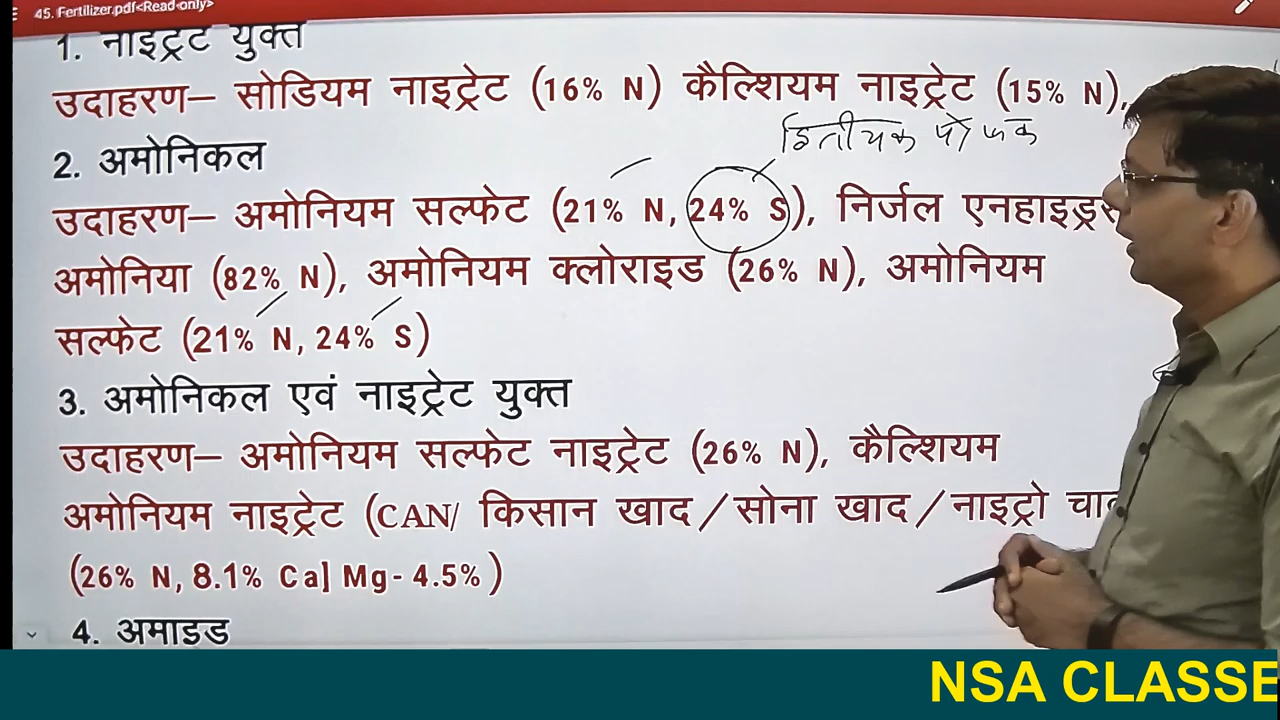 45. Fertilizer.pdf<Read-only>
1. नाइट्रेट युक्त
उदाहरण– सोडियम नाइट्रेट (16% N) कैल्शियम नाइट्रेट (15% N),
द्वितीयक पोषक
2. अमोनिकल
उदाहरण– अमोनियम सल्फेट (21% N, 24% S), निर्जल एनहाइड्रस
अमोनिया (82% N), अमोनियम क्लोराइड (26% N), अमोनियम
सल्फेट (21% N, 24% S)
3. अमोनिकल एवं नाइट्रेट युक्त
उदाहरण– अमोनियम सल्फेट नाइट्रेट (26% N), कैल्शियम
अमोनियम नाइट्रेट (CAN/ किसान खाद/सोना खाद/नाइट्रो
(26% N, 8.1% Ca] Mg- 4.5%)
4. अमाइड
NSA CLASSE